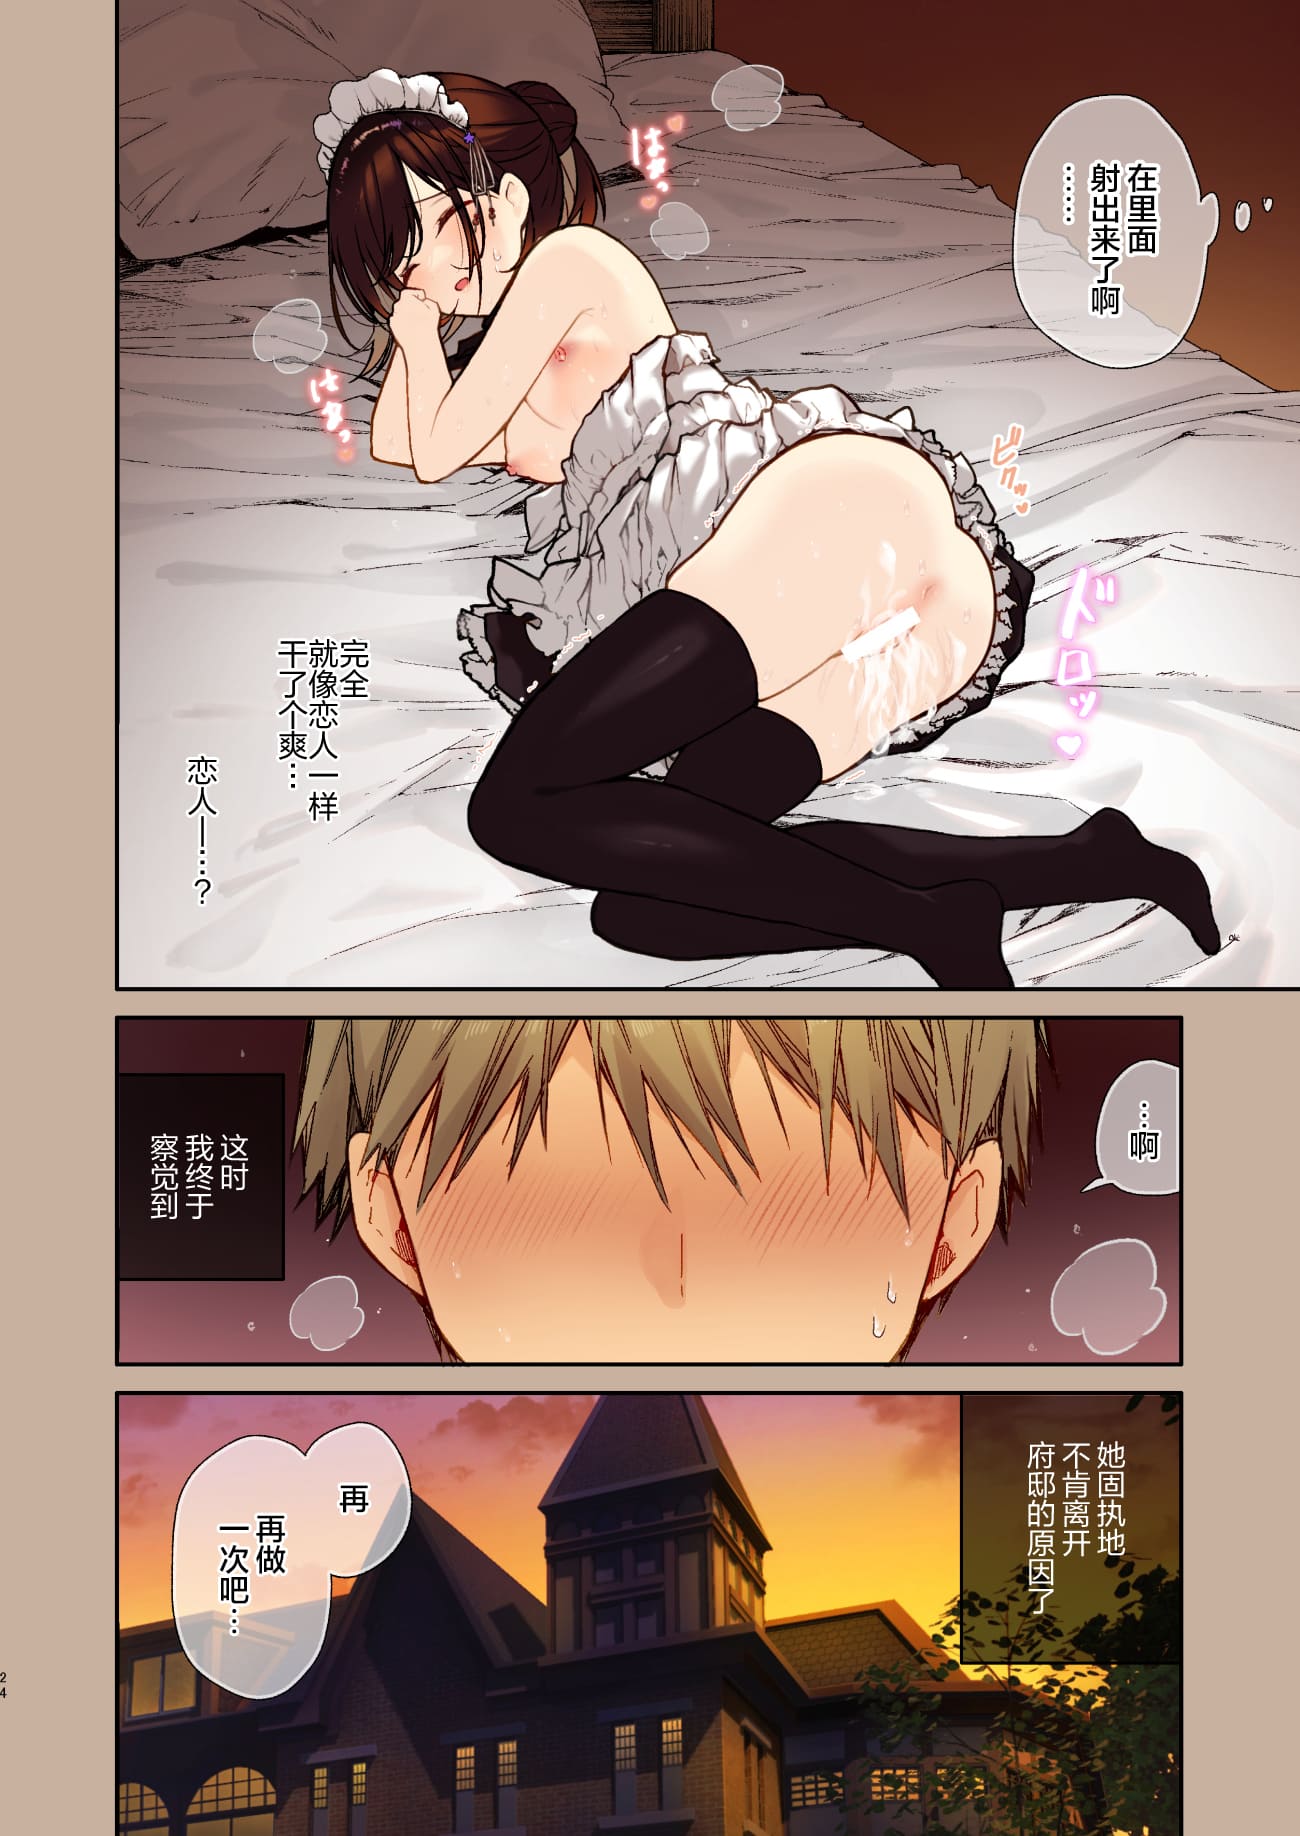 在里面
射出来了啊
……
はぁっ
はぁっ
ビクッ
ドロッ
完全
就像恋人一样
干了个爽…
恋人—…？
…啊
这时
我终于
察觉到
她固执地
不肯离开
府邸的原因了
再
再做
一次吧…
24